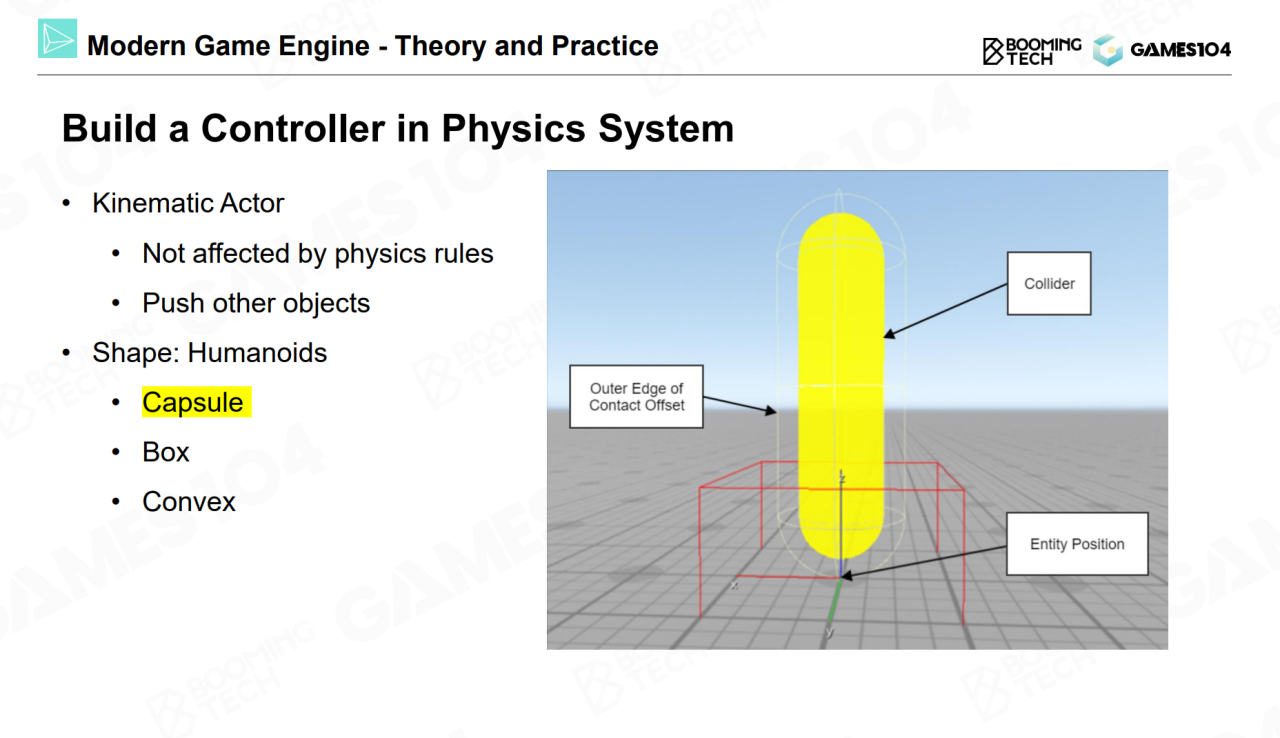 Modern Game Engine - Theory and Practice
BOOMING
TECH
GAMES104
Build a Controller in Physics System
• Kinematic Actor
• Not affected by physics rules
• Push other objects
• Shape: Humanoids
• Capsule
• Box
• Convex
Collider
Outer Edge of
Contact Offset
z
Entity Position
x
y